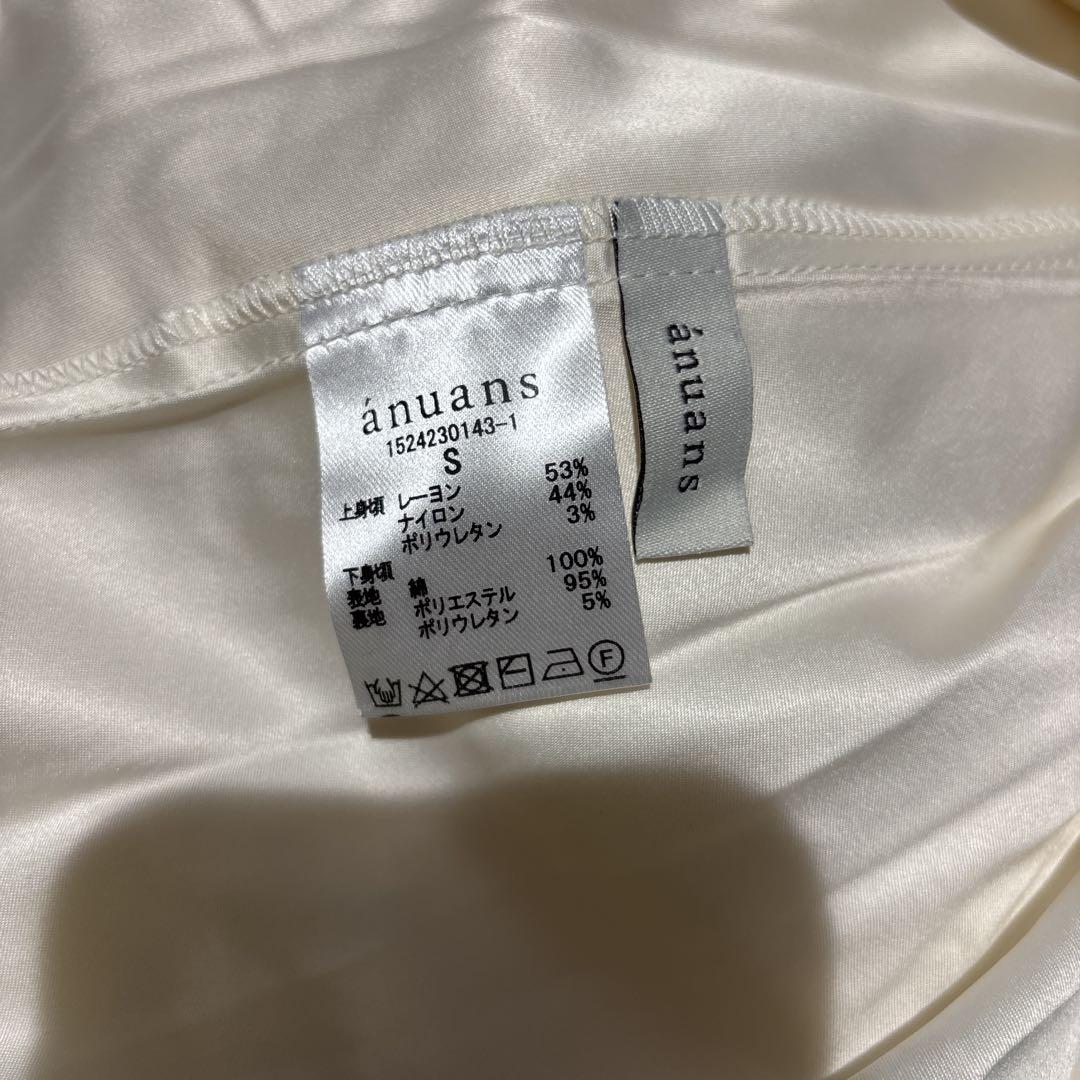 ánuans
1524230143-1
S
上身頃 レーヨン 53%
ナイロン 44%
ポリウレタン 3%
下身頃
表地 綿 100%
裏地 ポリエステル 95%
ポリウレタン 5%
F
ánuans